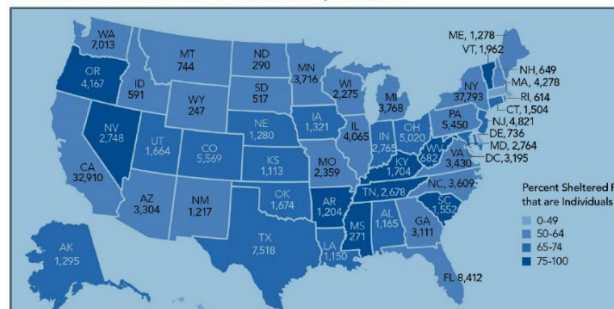 WA
7,013
MT
744
ND
290
MN
3,716
ME, 1,278
VT, 1,962
OR
4,167
ID
591
WY
247
SD
517
WI
2,275
MI
3,768
NY
37,793
NH, 649
MA, 4,278
RI, 614
CT, 1,504
NJ, 4,821
DE, 736
MD, 2,764
DC, 3,195
NV
2,748
UT
1,664
CO
5,569
NE
1,280
IA
1,321
IL
4,065
IN
2,765
OH
5,020
PA
5,450
WV
682
VA
3,430
CA
32,910
KS
1,113
MO
2,359
KY
1,704
NC, 3,609
AZ
3,304
NM
1,217
OK
1,674
AR
1,204
TN, 2,678
SC
1,552
MS
271
AL
1,165
GA
3,111
TX
7,518
LA
1,150
AK
1,295
FL 8,412
Percent Sheltered
that are Individuals
0-49
50-64
65-74
75-100